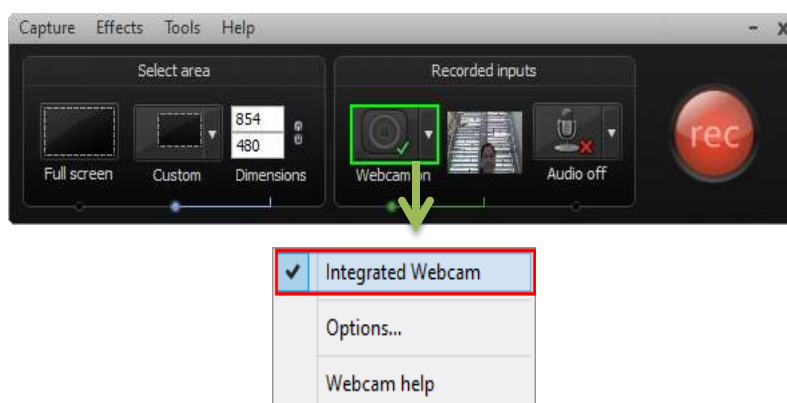 Capture Effects Tools Help
Select area
Recorded inputs
854
480
rec
Full screen
Custom
Dimensions
Webcam on
Audio off
Integrated Webcam
Options...
Webcam help